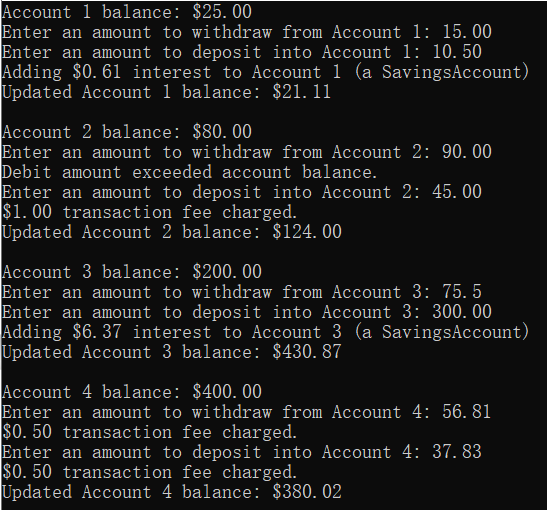 Account 1 balance: $25.00
Enter an amount to withdraw from Account 1: 15.00
Enter an amount to deposit into Account 1: 10.50
Adding $0.61 interest to Account 1 (a SavingsAccount)
Updated Account 1 balance: $21.11
Account 2 balance: $80.00
Enter an amount to withdraw from Account 2: 90.00
Debit amount exceeded account balance.
Enter an amount to deposit into Account 2: 45.00
$1.00 transaction fee charged.
Updated Account 2 balance: $124.00
Account 3 balance: $200.00
Enter an amount to withdraw from Account 3: 75.5
Enter an amount to deposit into Account 3: 300.00
Adding $6.37 interest to Account 3 (a SavingsAccount)
Updated Account 3 balance: $430.87
Account 4 balance: $400.00
Enter an amount to withdraw from Account 4: 56.81
$0.50 transaction fee charged.
Enter an amount to deposit into Account 4: 37.83
$0.50 transaction fee charged.
Updated Account 4 balance: $380.02